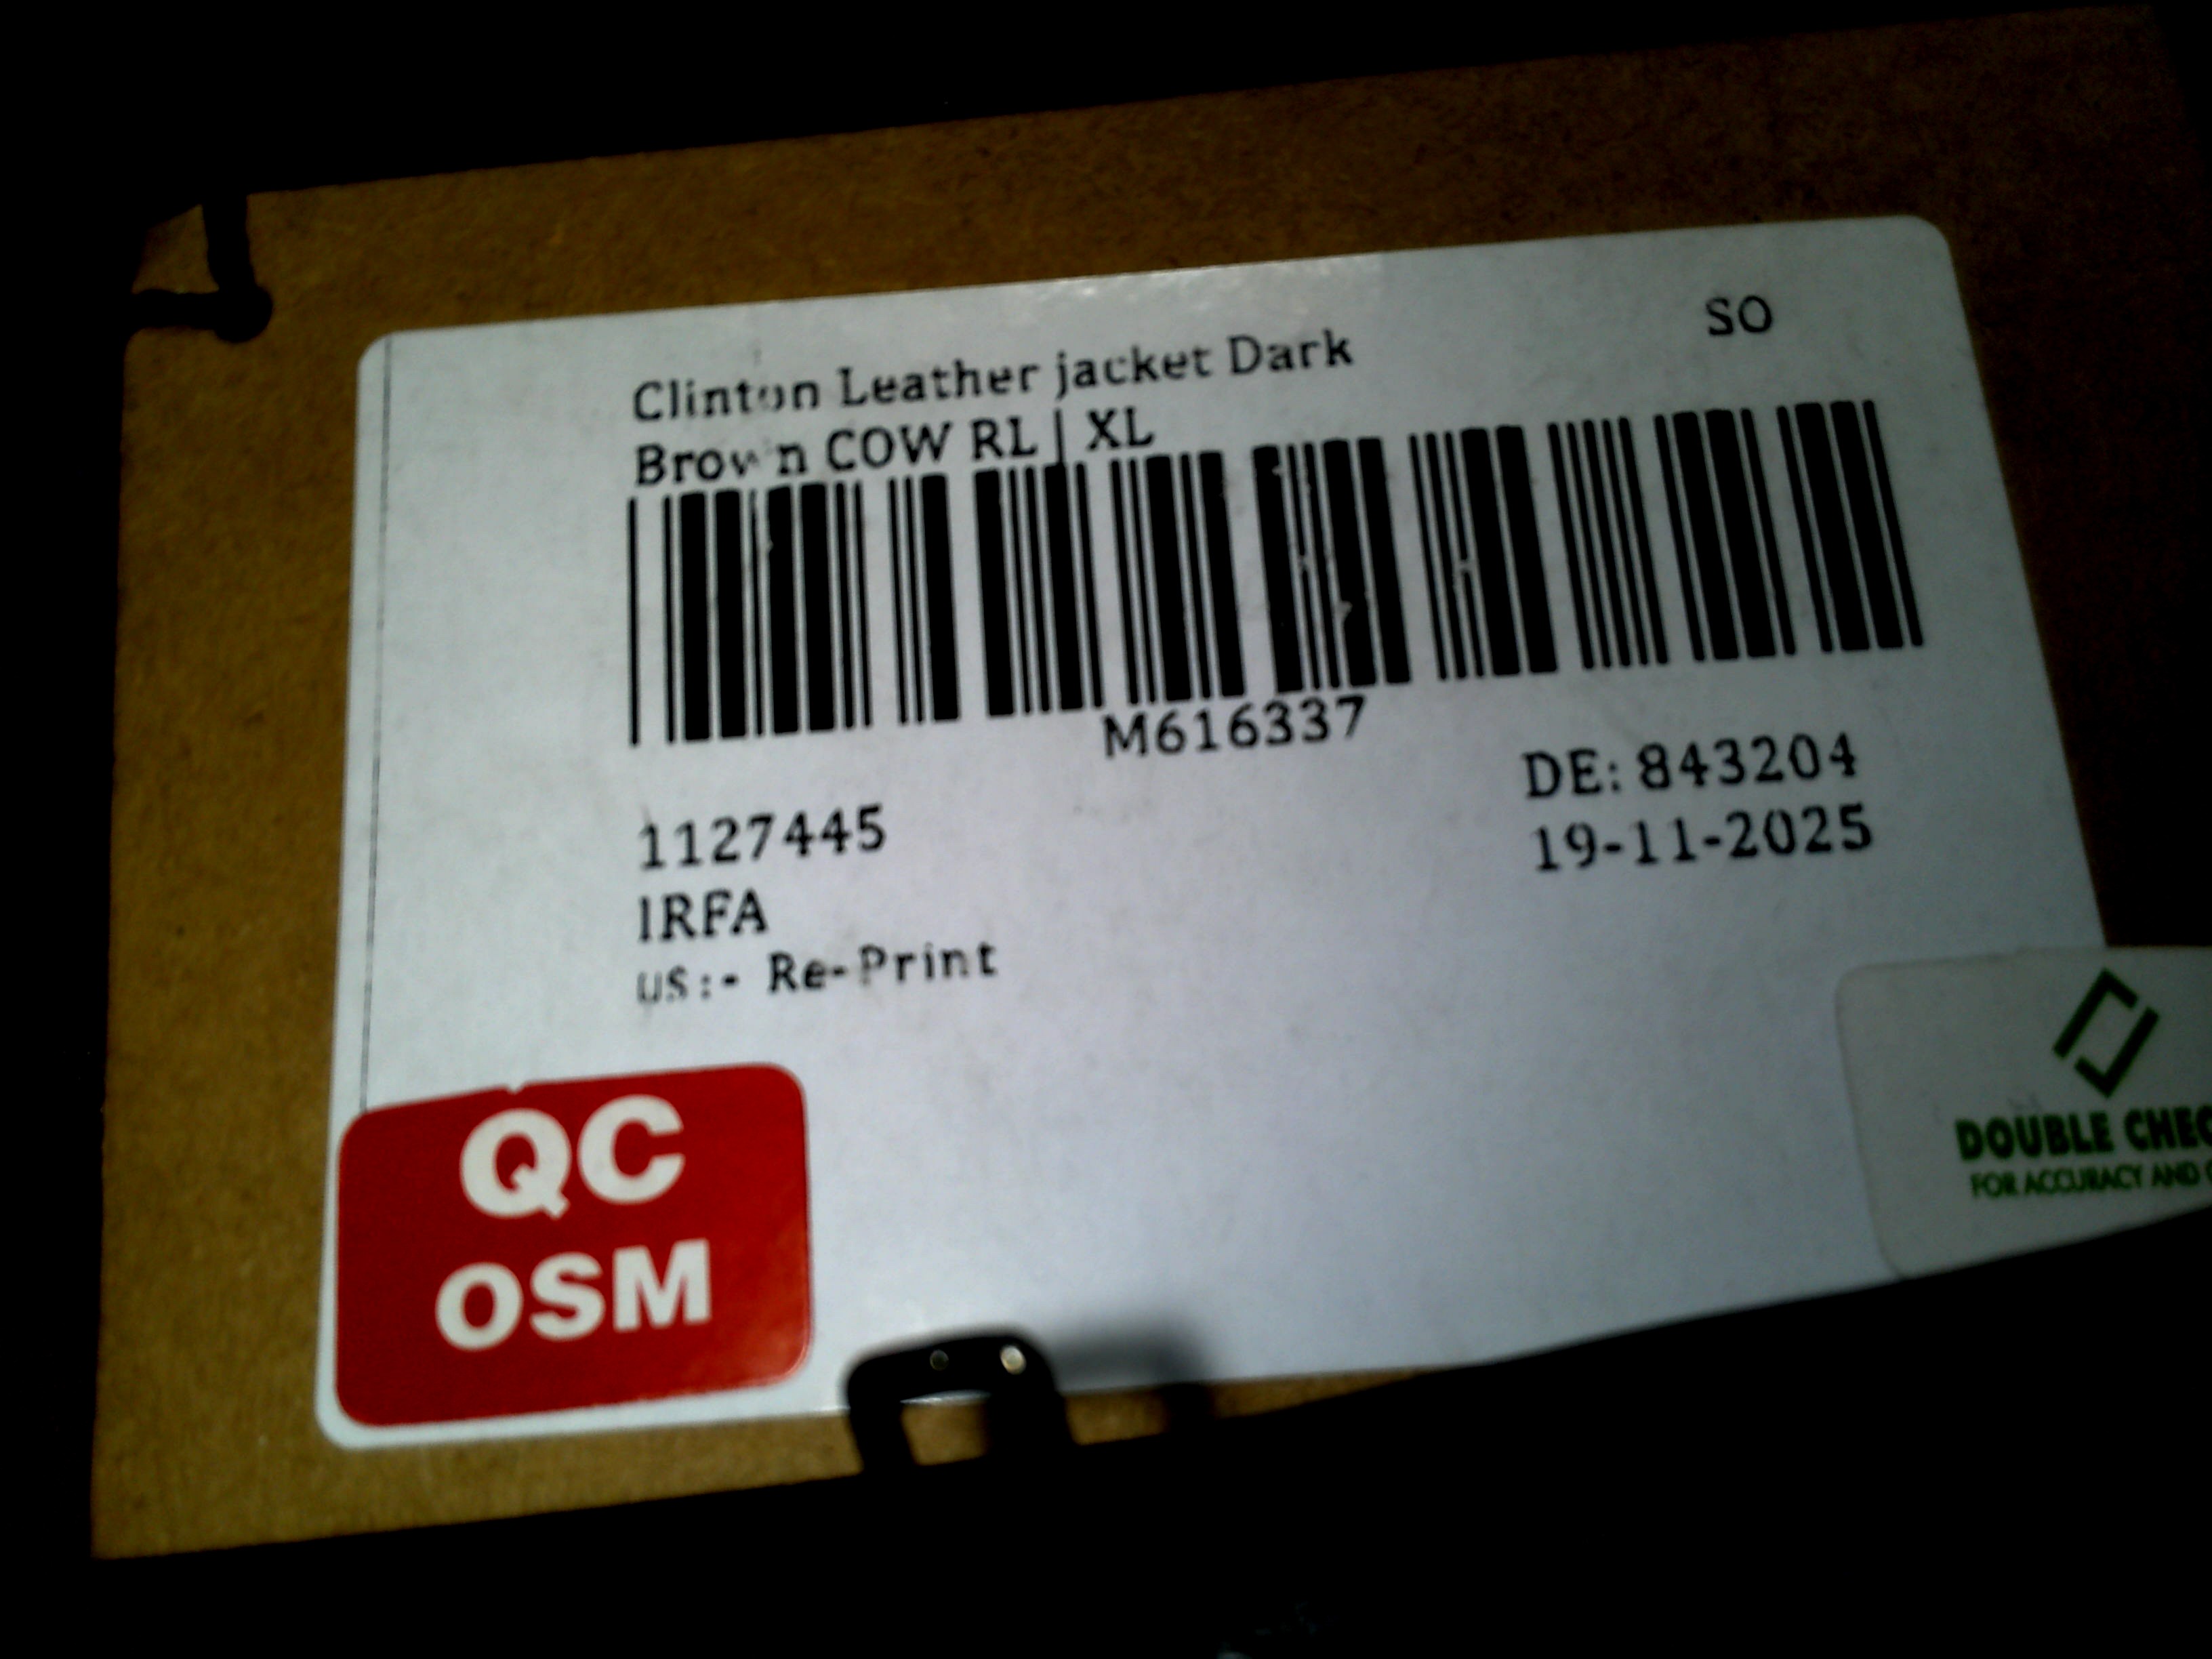 SO
Clinton Leather jacket Dark
Brown COW RL | XL
M616337
DE: 843204
1127445
19-11-2025
IRFA
US:- Re-Print
QC
OSM
DOUBLE CHEC
FOR ACCURACY AND